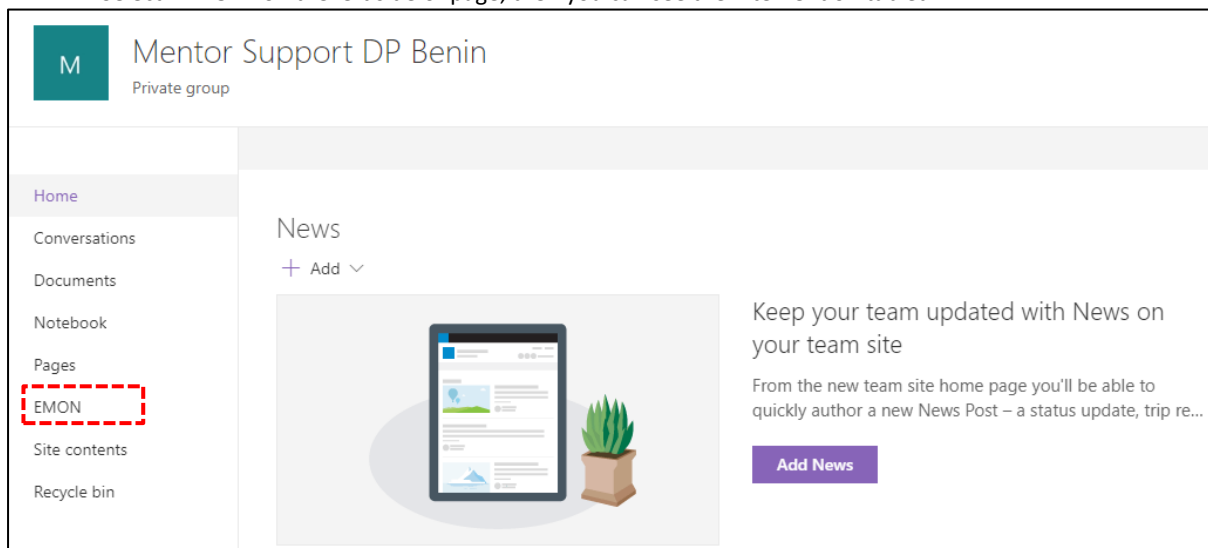 M
Mentor Support DP Benin
Private group
Home
Conversations
Documents
Notebook
Pages
EMON
Site contents
Recycle bin
News
+ Add
Keep your team updated with News on
your team site
From the new team site home page you'll be able to
quickly author a new News Post – a status update, trip re...
Add News